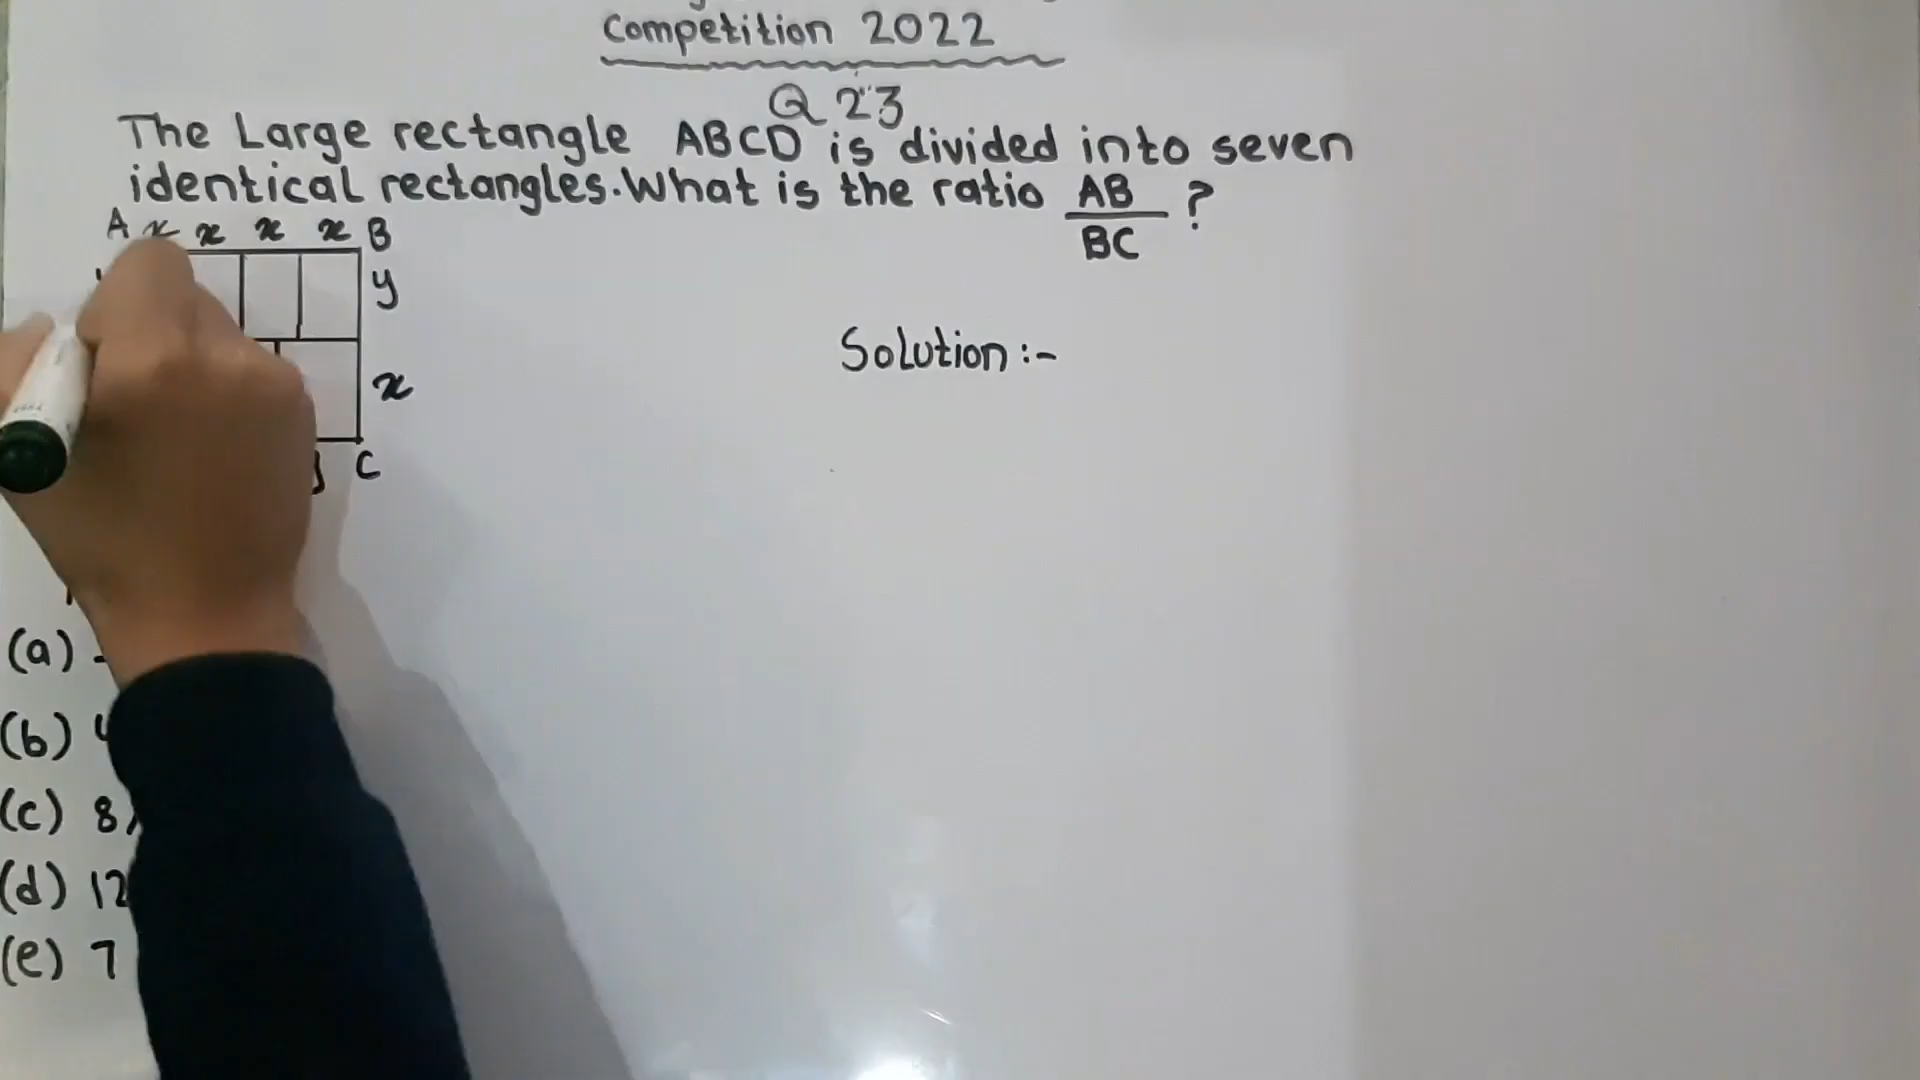 Competition 2022
Q 23
The Large rectangle ABCD is divided into seven
identical rectangles. What is the ratio AB/BC ?
A x x x x B
y
Solution :-
x
C
(a)
(b)
(c) 8
(d) 12
(e) 7